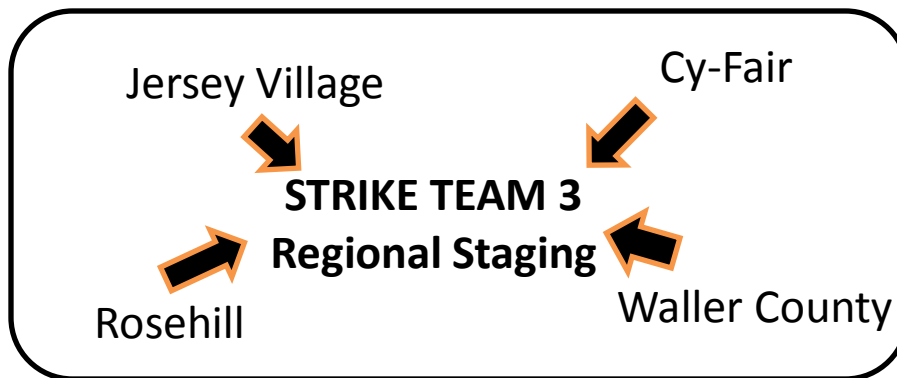 Jersey Village
Cy-Fair
STRIKE TEAM 3
Regional Staging
Rosehill
Waller County